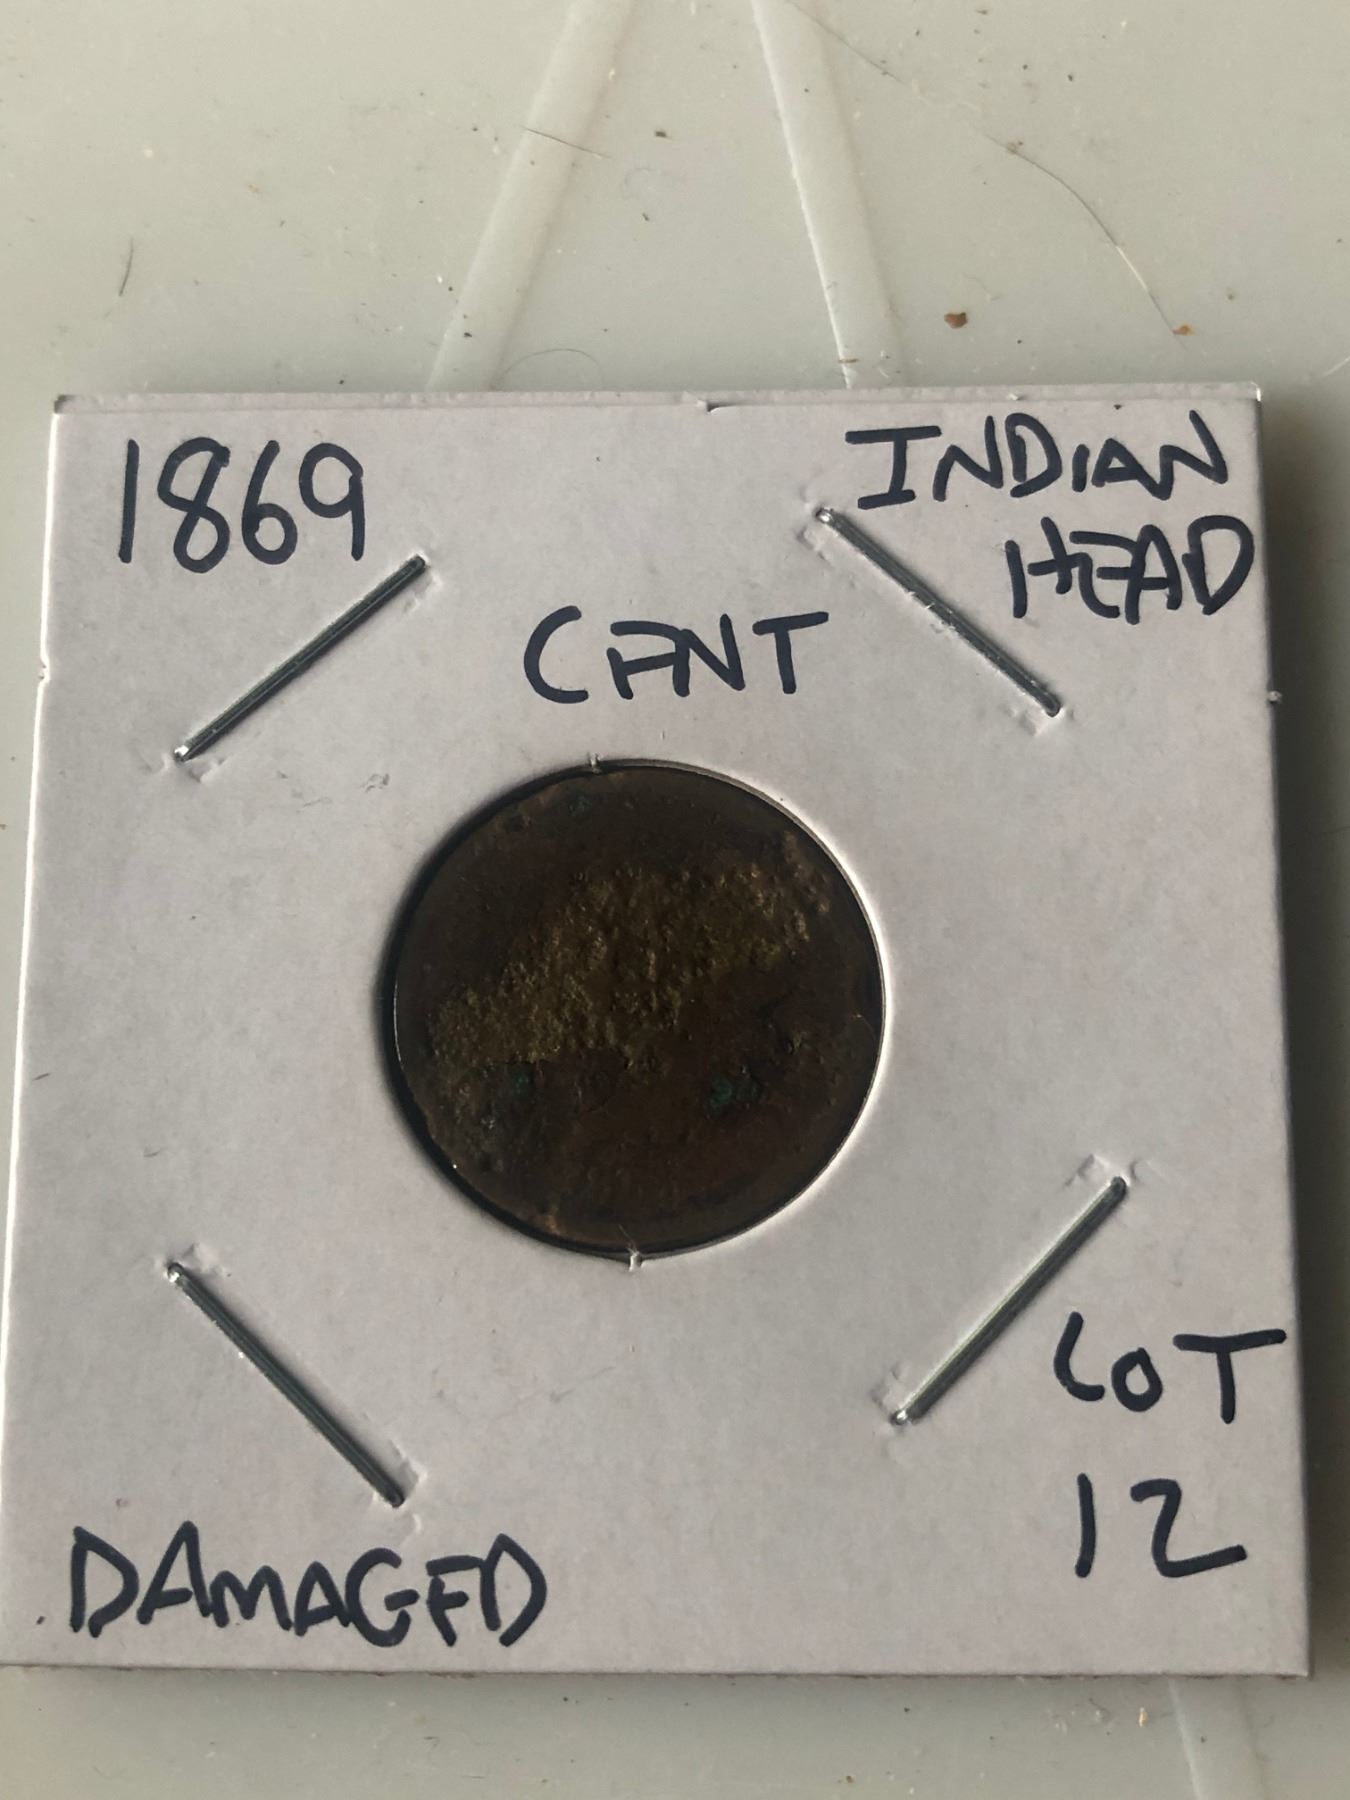 1869
INDIAN
HEAD
CENT
DAMAGED
LOT
12